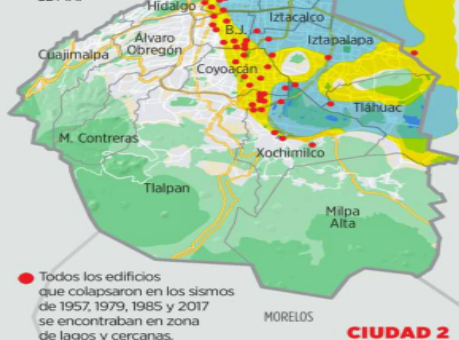 Hidalgo
Iztacalco
B.J.
Álvaro
Obregón
Iztapalapa
Cuajimalpa
Coyoacán
Tláhuac
M. Contreras
Xochimilco
Tlalpan
Milpa
Alta
Todos los edificios
que colapsaron en los sismos
de 1957, 1979, 1985 y 2017
se encontraban en zona
de lagos y cercanas.
MORELOS
CIUDAD 2